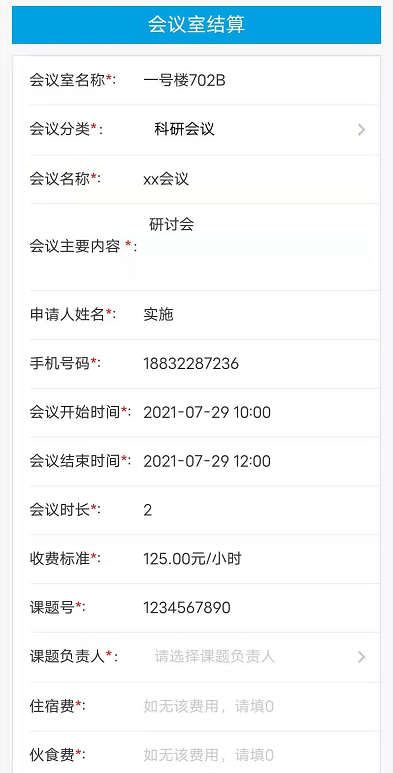 会议室结算
会议室名称*: 一号楼702B
会议分类*: 科研会议
会议名称*: xx会议
研讨会
会议主要内容 *:
申请人姓名*: 实施
手机号码*: 18832287236
会议开始时间*: 2021-07-29 10:00
会议结束时间*: 2021-07-29 12:00
会议时长*: 2
收费标准*: 125.00元/小时
课题号*: 1234567890
课题负责人*: 请选择课题负责人
住宿费*: 如无该费用，请填0
伙食费*: 如无该费用，请填0